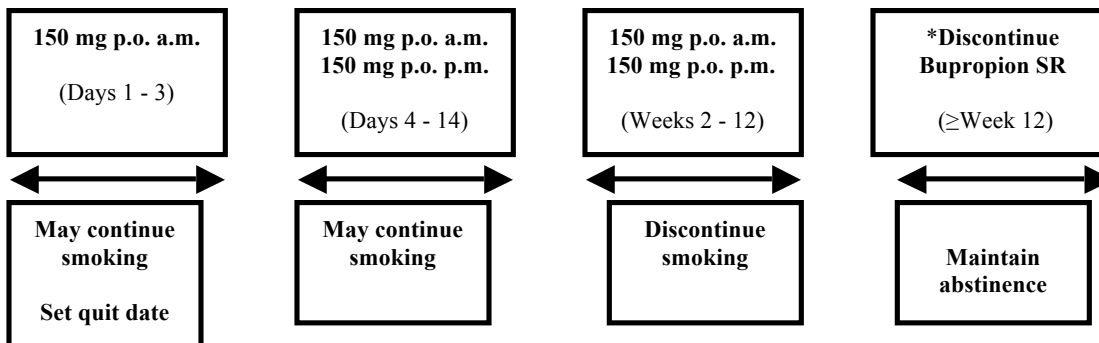 150 mg p.o. a.m.
(Days 1 - 3)
150 mg p.o. a.m.
150 mg p.o. p.m.
(Days 4 - 14)
150 mg p.o. a.m.
150 mg p.o. p.m.
(Weeks 2 - 12)
*Discontinue
Bupropion SR
(≥Week 12)
May continue
smoking
Set quit date
May continue
smoking
Discontinue
smoking
Maintain
abstinence